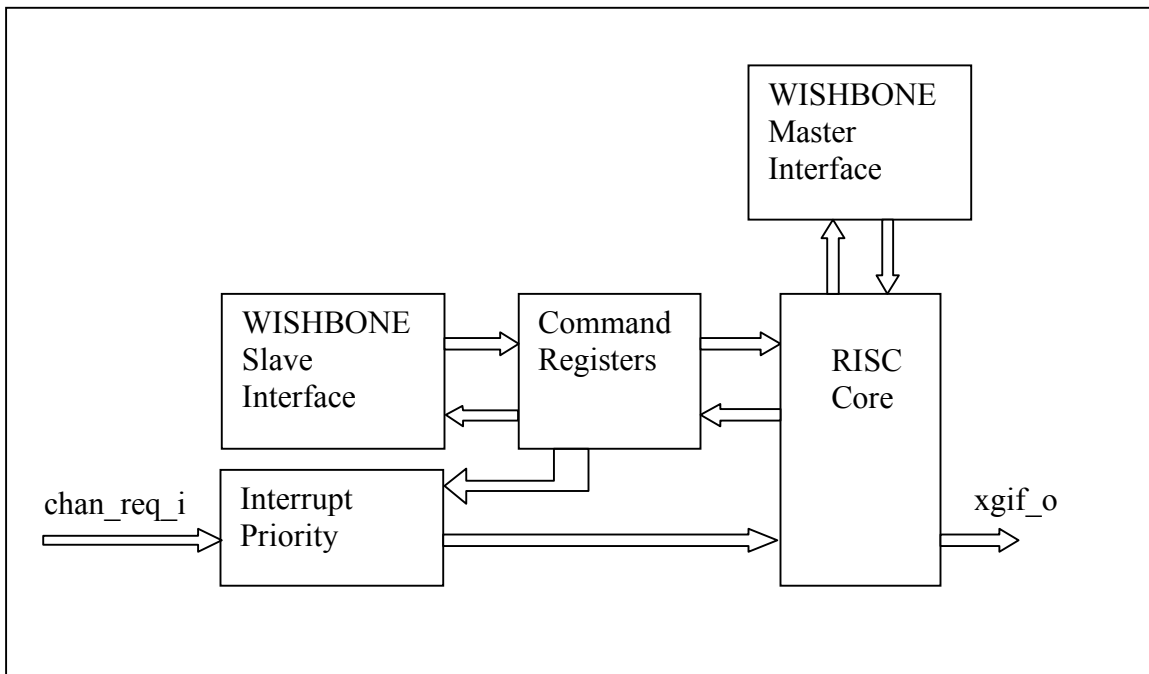 WISHBONE
Master
Interface
WISHBONE
Slave
Interface
Command
Registers
RISC
Core
chan_req_i
Interrupt
Priority
xgif_o